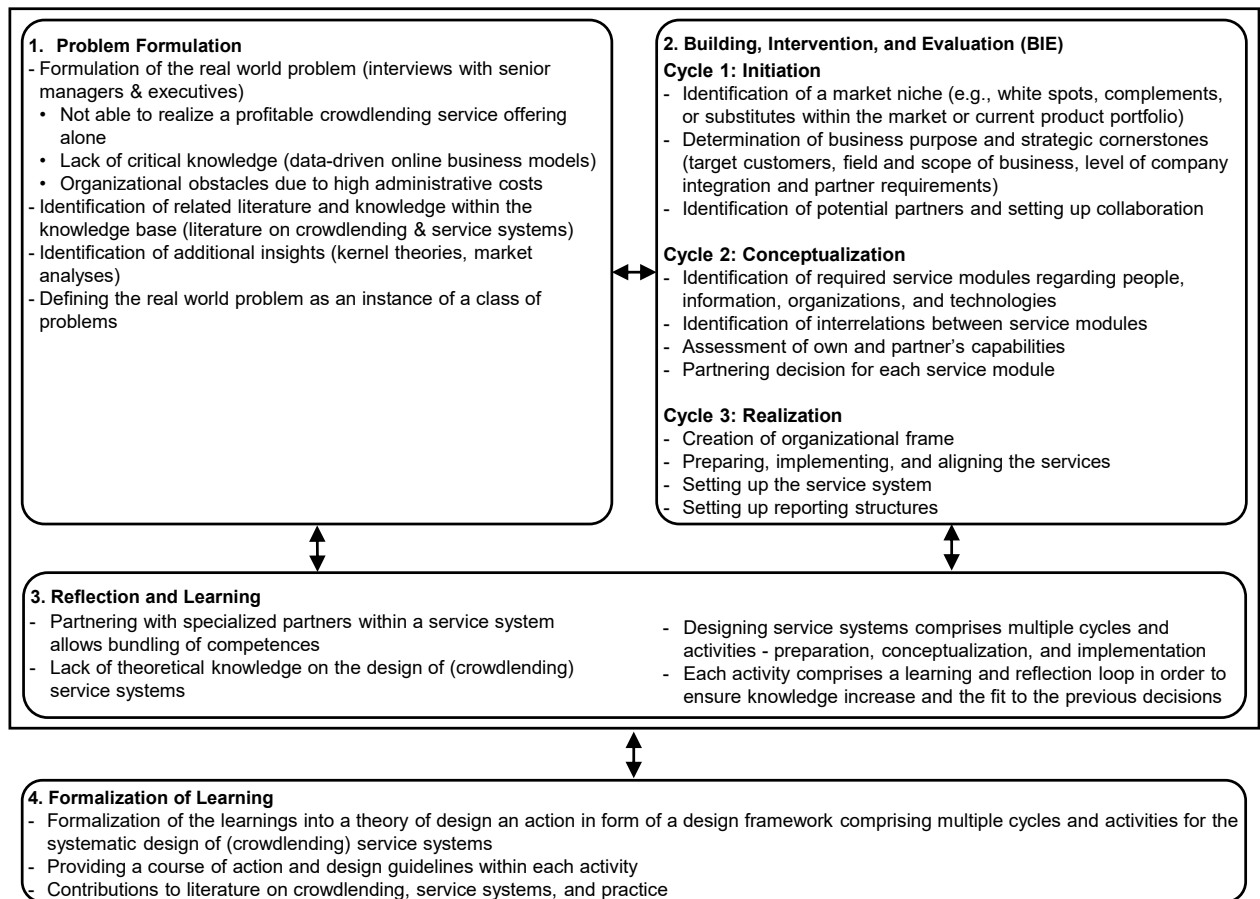 1. Problem Formulation
- Formulation of the real world problem (interviews with senior
managers & executives)
• Not able to realize a profitable crowdlending service offering
alone
• Lack of critical knowledge (data-driven online business models)
• Organizational obstacles due to high administrative costs
- Identification of related literature and knowledge within the
knowledge base (literature on crowdlending & service systems)
- Identification of additional insights (kernel theories, market
analyses)
- Defining the real world problem as an instance of a class of
problems
2. Building, Intervention, and Evaluation (BIE)
Cycle 1: Initiation
- Identification of a market niche (e.g., white spots, complements,
or substitutes within the market or current product portfolio)
- Determination of business purpose and strategic cornerstones
(target customers, field and scope of business, level of company
integration and partner requirements)
- Identification of potential partners and setting up collaboration
Cycle 2: Conceptualization
- Identification of required service modules regarding people,
information, organizations, and technologies
- Identification of interrelations between service modules
- Assessment of own and partner's capabilities
- Partnering decision for each service module
Cycle 3: Realization
- Creation of organizational frame
- Preparing, implementing, and aligning the services
- Setting up the service system
- Setting up reporting structures
3. Reflection and Learning
- Partnering with specialized partners within a service system
allows bundling of competences
- Lack of theoretical knowledge on the design of (crowdlending)
service systems
- Designing service systems comprises multiple cycles and
activities - preparation, conceptualization, and implementation
- Each activity comprises a learning and reflection loop in order to
ensure knowledge increase and the fit to the previous decisions
4. Formalization of Learning
- Formalization of the learnings into a theory of design an action in form of a design framework comprising multiple cycles and activities for the
systematic design of (crowdlending) service systems
- Providing a course of action and design guidelines within each activity
- Contributions to literature on crowdlending, service systems, and practice